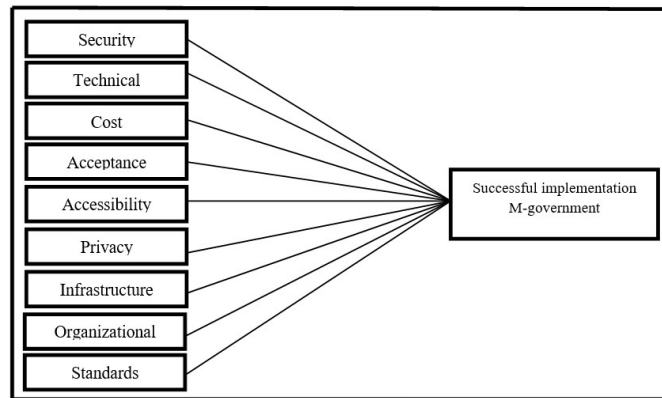 Security
Technical
Cost
Acceptance
Accessibility
Privacy
Infrastructure
Organizational
Standards
Successful implementation
M-government